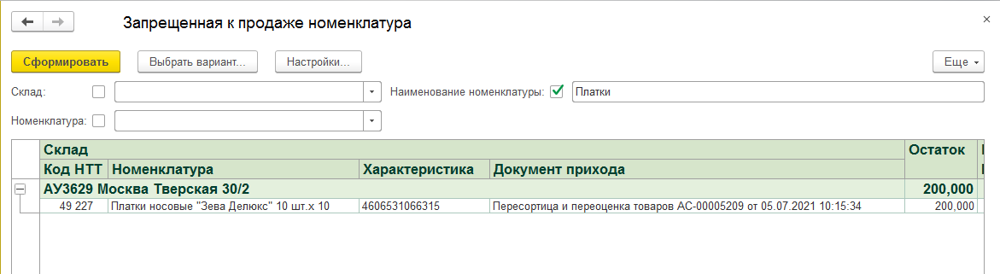 Запрещенная к продаже номенклатура
Сформировать Выбрать вариант... Настройки... Еще
Склад: Наименование номенклатуры: Платки
Номенклатура:
Склад Остаток
Код НТТ Номенклатура Характеристика Документ прихода
АУ3629 Москва Тверская 30/2 200,000
49 227 Платки носовые "Зева Делюкс" 10 шт.х 10 4606531066315 Пересортица и переоценка товаров АС-00005209 от 05.07.2021 10:15:34 200,000